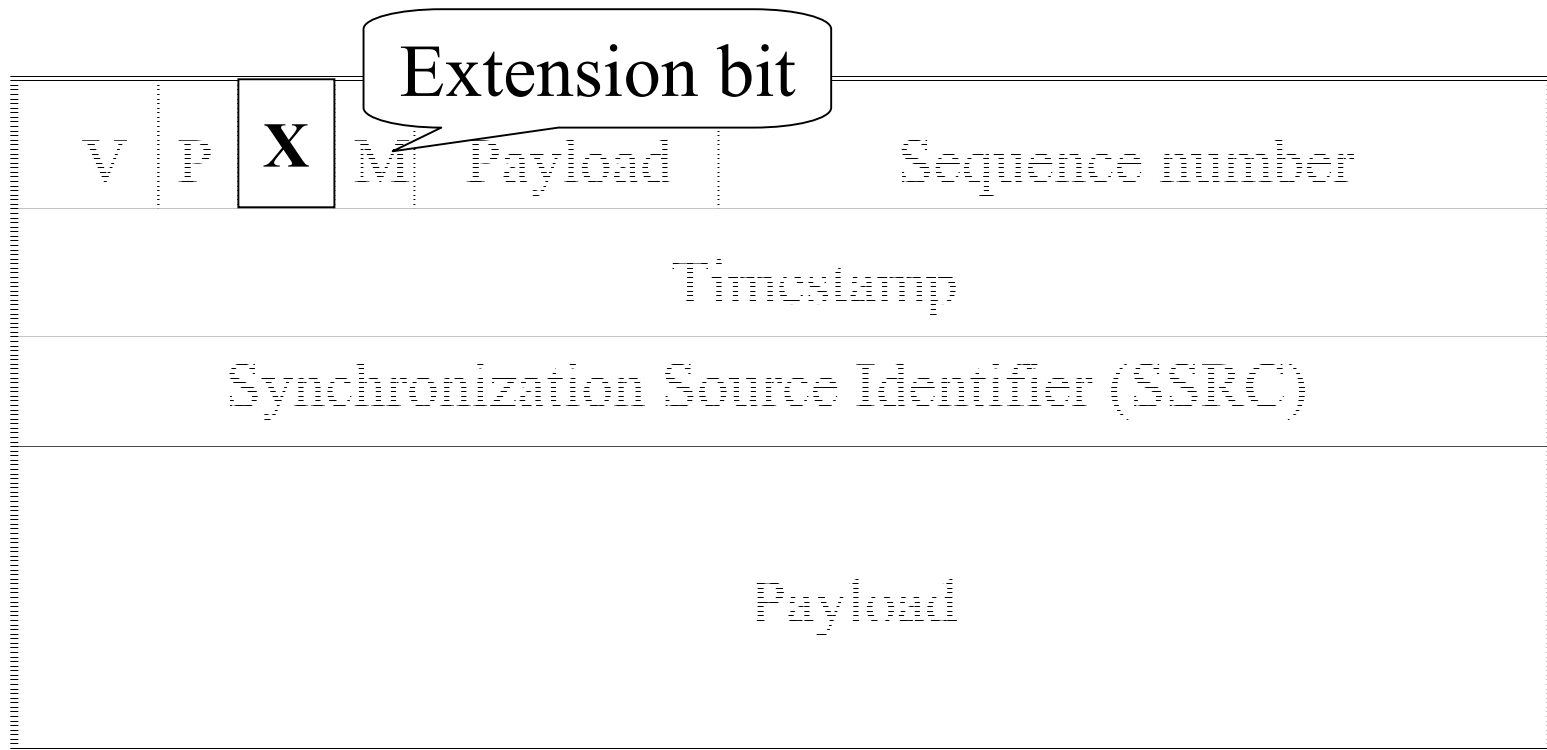 Extension bit
V P X M Payload Sequence number
Timestamp
Synchronization Source Identifier (SSRC)
Payload